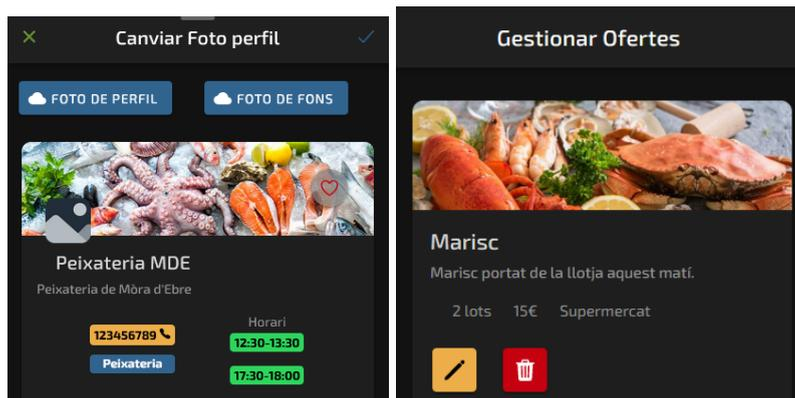 Canviar Foto perfil
FOTO DE PERFIL
FOTO DE FONS
Peixateria MDE
Peixateria de Mòra d'Ebre
123456789
Peixateria
Horari
12:30-13:30
17:30-18:00
Gestionar Ofertes
Marisc
Marisc portat de la llotja aquest matí.
2 lots 15€ Supermercat